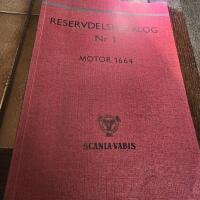 RESERVDELSKATALOG
Nr 1
MOTOR 1664
SCANIA-VABIS